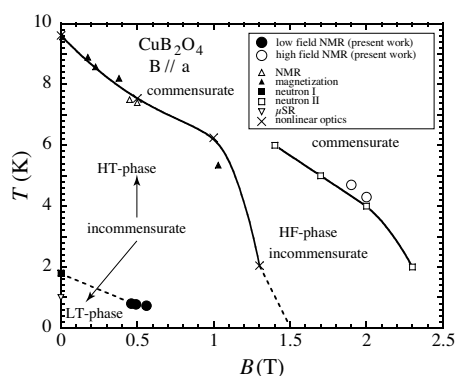 CuB2O4
B // a
commensurate
low field NMR (present work)
high field NMR (present work)
NMR
magnetization
neutron I
neutron II
μSR
nonlinear optics
commensurate
HT-phase
incommensurate
HF-phase
incommensurate
LT-phase
10
8
6
4
2
0
T (K)
0
0.5
1
1.5
2
2.5
B (T)